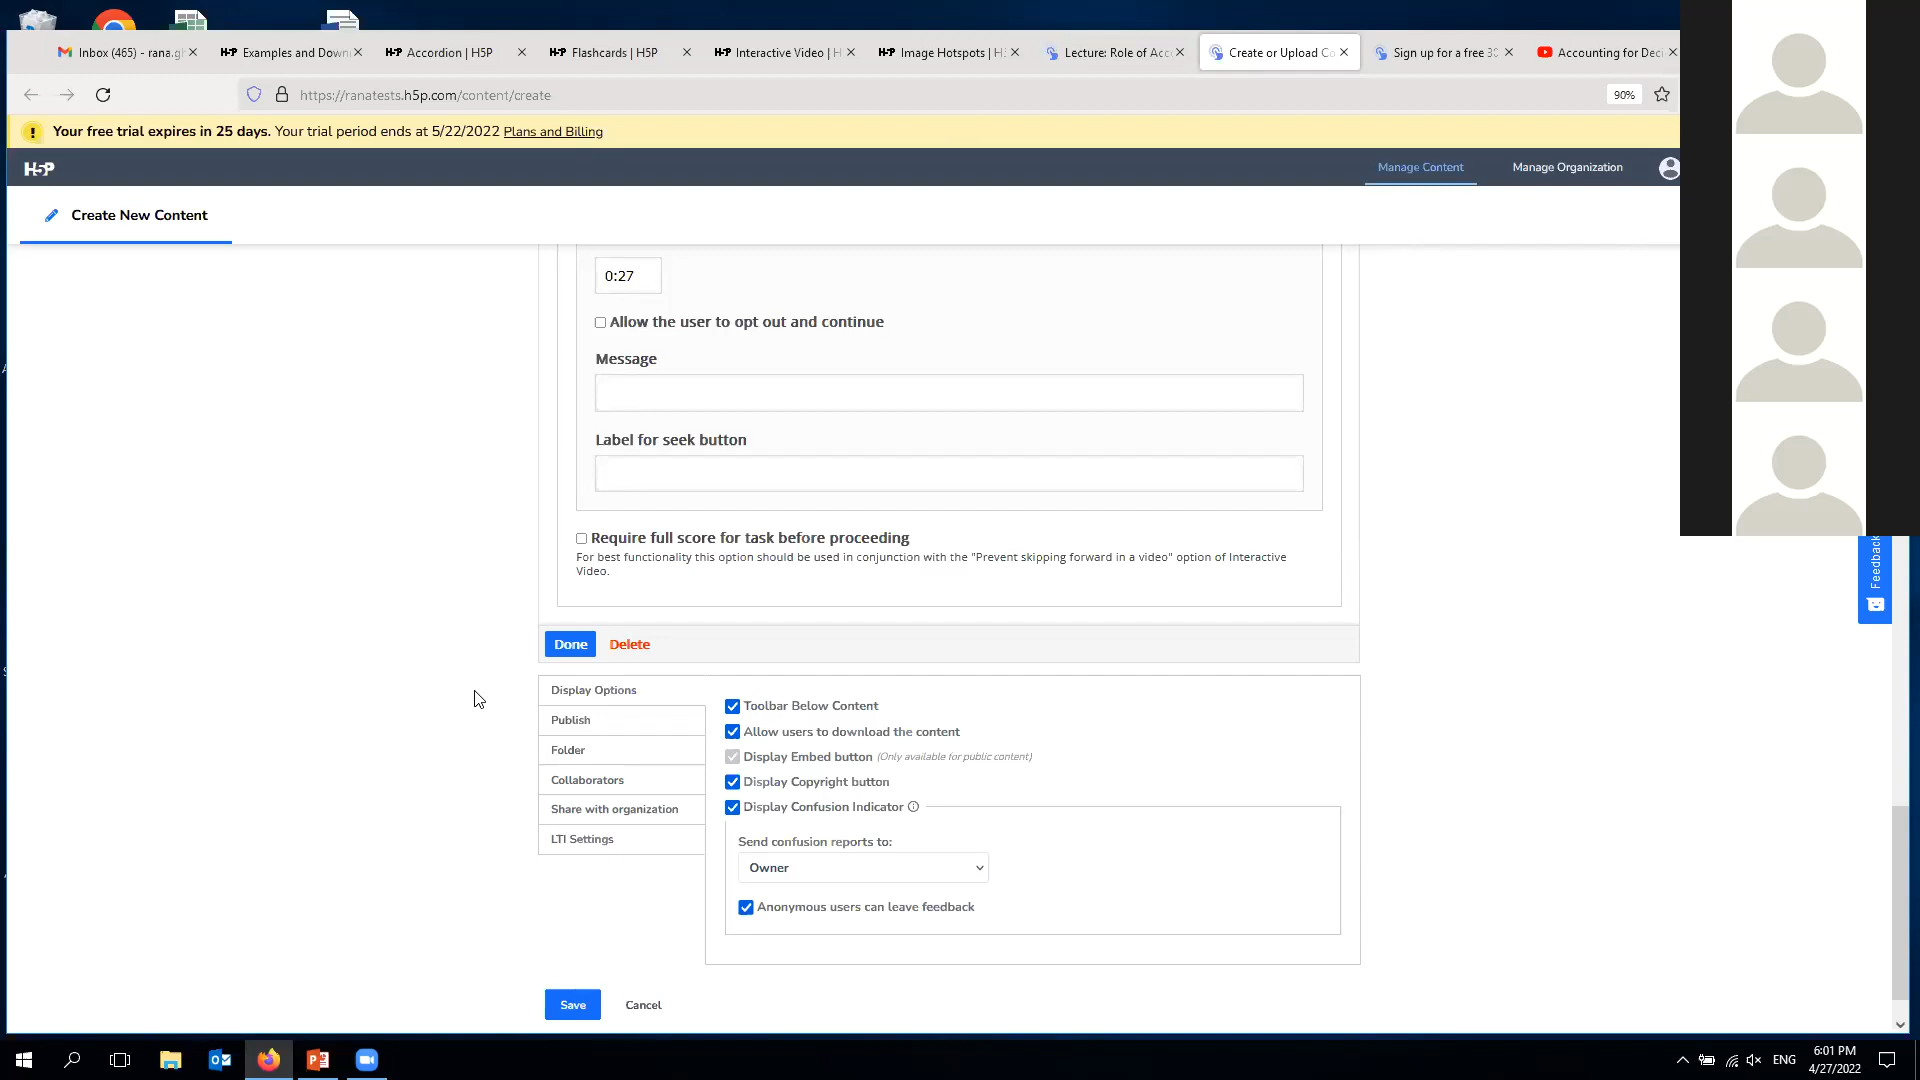 Inbox (465) - rana.gh
H5P Examples and Down
H5P Accordion | H5P
H5P Flashcards | H5P
H5P Interactive Video | H
H5P Image Hotspots | H
Lecture: Role of Acc
Create or Upload Co
Sign up for a free 30
Accounting for Deci
https://ranatests.h5p.com/content/create
90%
! Your free trial expires in 25 days. Your trial period ends at 5/22/2022 Plans and Billing
H5P
Manage Content
Manage Organization
Create New Content
0:27
Allow the user to opt out and continue
Message
Label for seek button
Require full score for task before proceeding
For best functionality this option should be used in conjunction with the "Prevent skipping forward in a video" option of Interactive
Video.
Feedback
Done
Delete
Display Options
Publish
Folder
Collaborators
Share with organization
LTI Settings
Toolbar Below Content
Allow users to download the content
Display Embed button (Only available for public content)
Display Copyright button
Display Confusion Indicator
Send confusion reports to:
Owner
Anonymous users can leave feedback
Save
Cancel
ENG
6:01 PM
4/27/2022